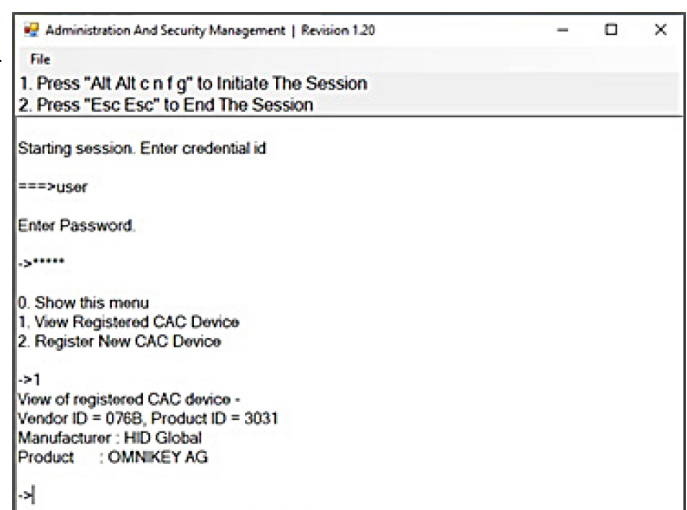 Administration And Security Management | Revision 1.20
File
1. Press "Alt Alt c n f g" to Initiate The Session
2. Press "Esc Esc" to End The Session
Starting session. Enter credential id
===>user
Enter Password.
->*****
0. Show this menu
1. View Registered CAC Device
2. Register New CAC Device
->1
View of registered CAC device -
Vendor ID = 076B, Product ID = 3031
Manufacturer : HID Global
Product : OMNIKEY AG
->